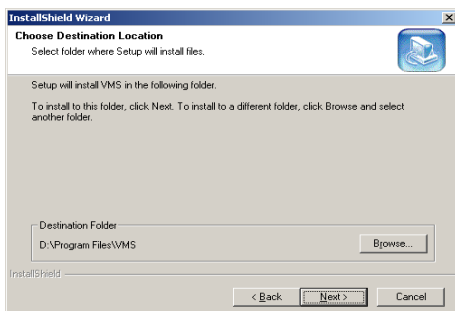 InstallShield Wizard
Choose Destination Location
Select folder where Setup will install files.
Setup will install VMS in the following folder.
To install to this folder, click Next. To install to a different folder, click Browse and select
another folder.
Destination Folder
D:\Program Files\VMS
Browse...
InstallShield
< Back
Next >
Cancel